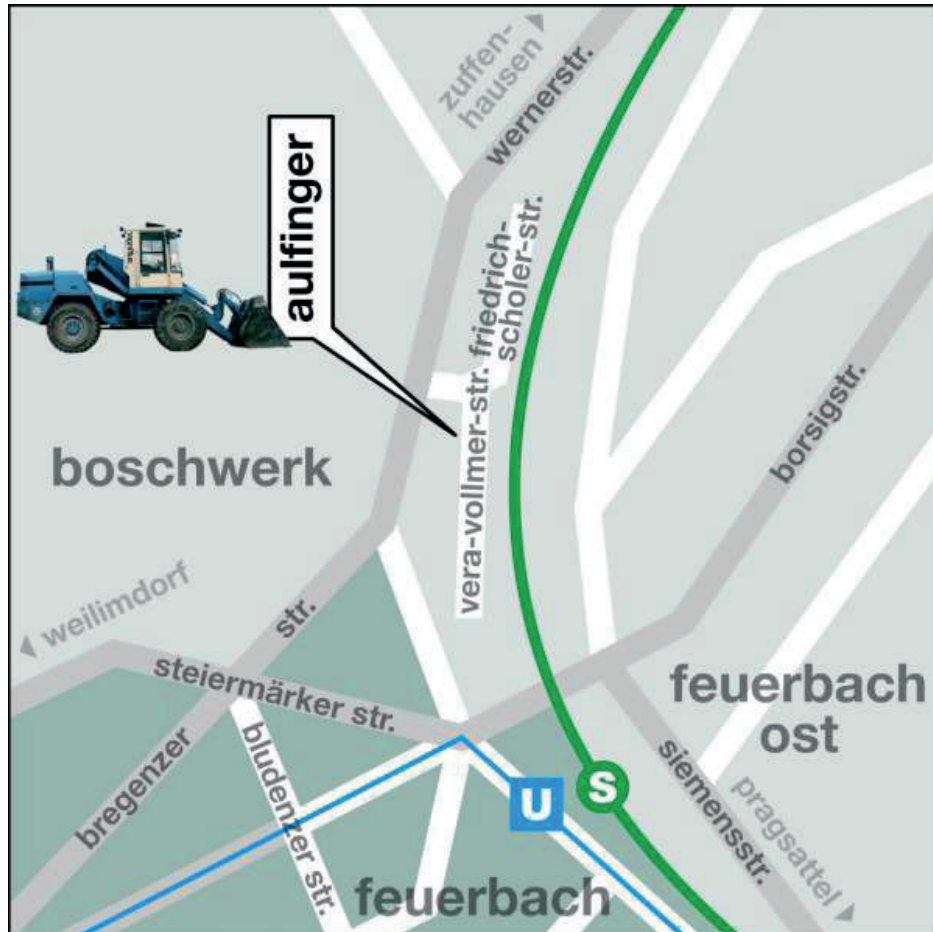 zuffen-
hausen
wernerstr.
aulfinger
friedrich-
scholer-str.
vera-vollmer-str.
borsigstr.
boschwerk
weilimdorf
bregenzer
str.
steiermärker str.
bludenzer str.
feuerbach
ost
siemensstr.
pragsattel
U
S
feuerbach